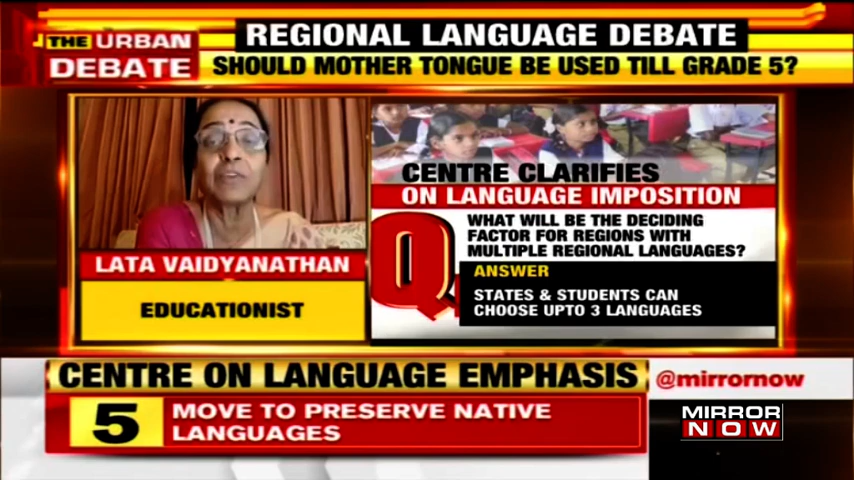 THE URBAN
DEBATE
REGIONAL LANGUAGE DEBATE
SHOULD MOTHER TONGUE BE USED TILL GRADE 5?
LATA VAIDYANATHAN
EDUCATIONIST
CENTRE CLARIFIES
ON LANGUAGE IMPOSITION
Q
WHAT WILL BE THE DECIDING
FACTOR FOR REGIONS WITH
MULTIPLE REGIONAL LANGUAGES?
ANSWER
STATES & STUDENTS CAN
CHOOSE UPTO 3 LANGUAGES
CENTRE ON LANGUAGE EMPHASIS
@mirrornow
5
MOVE TO PRESERVE NATIVE
LANGUAGES
MIRROR
NOW